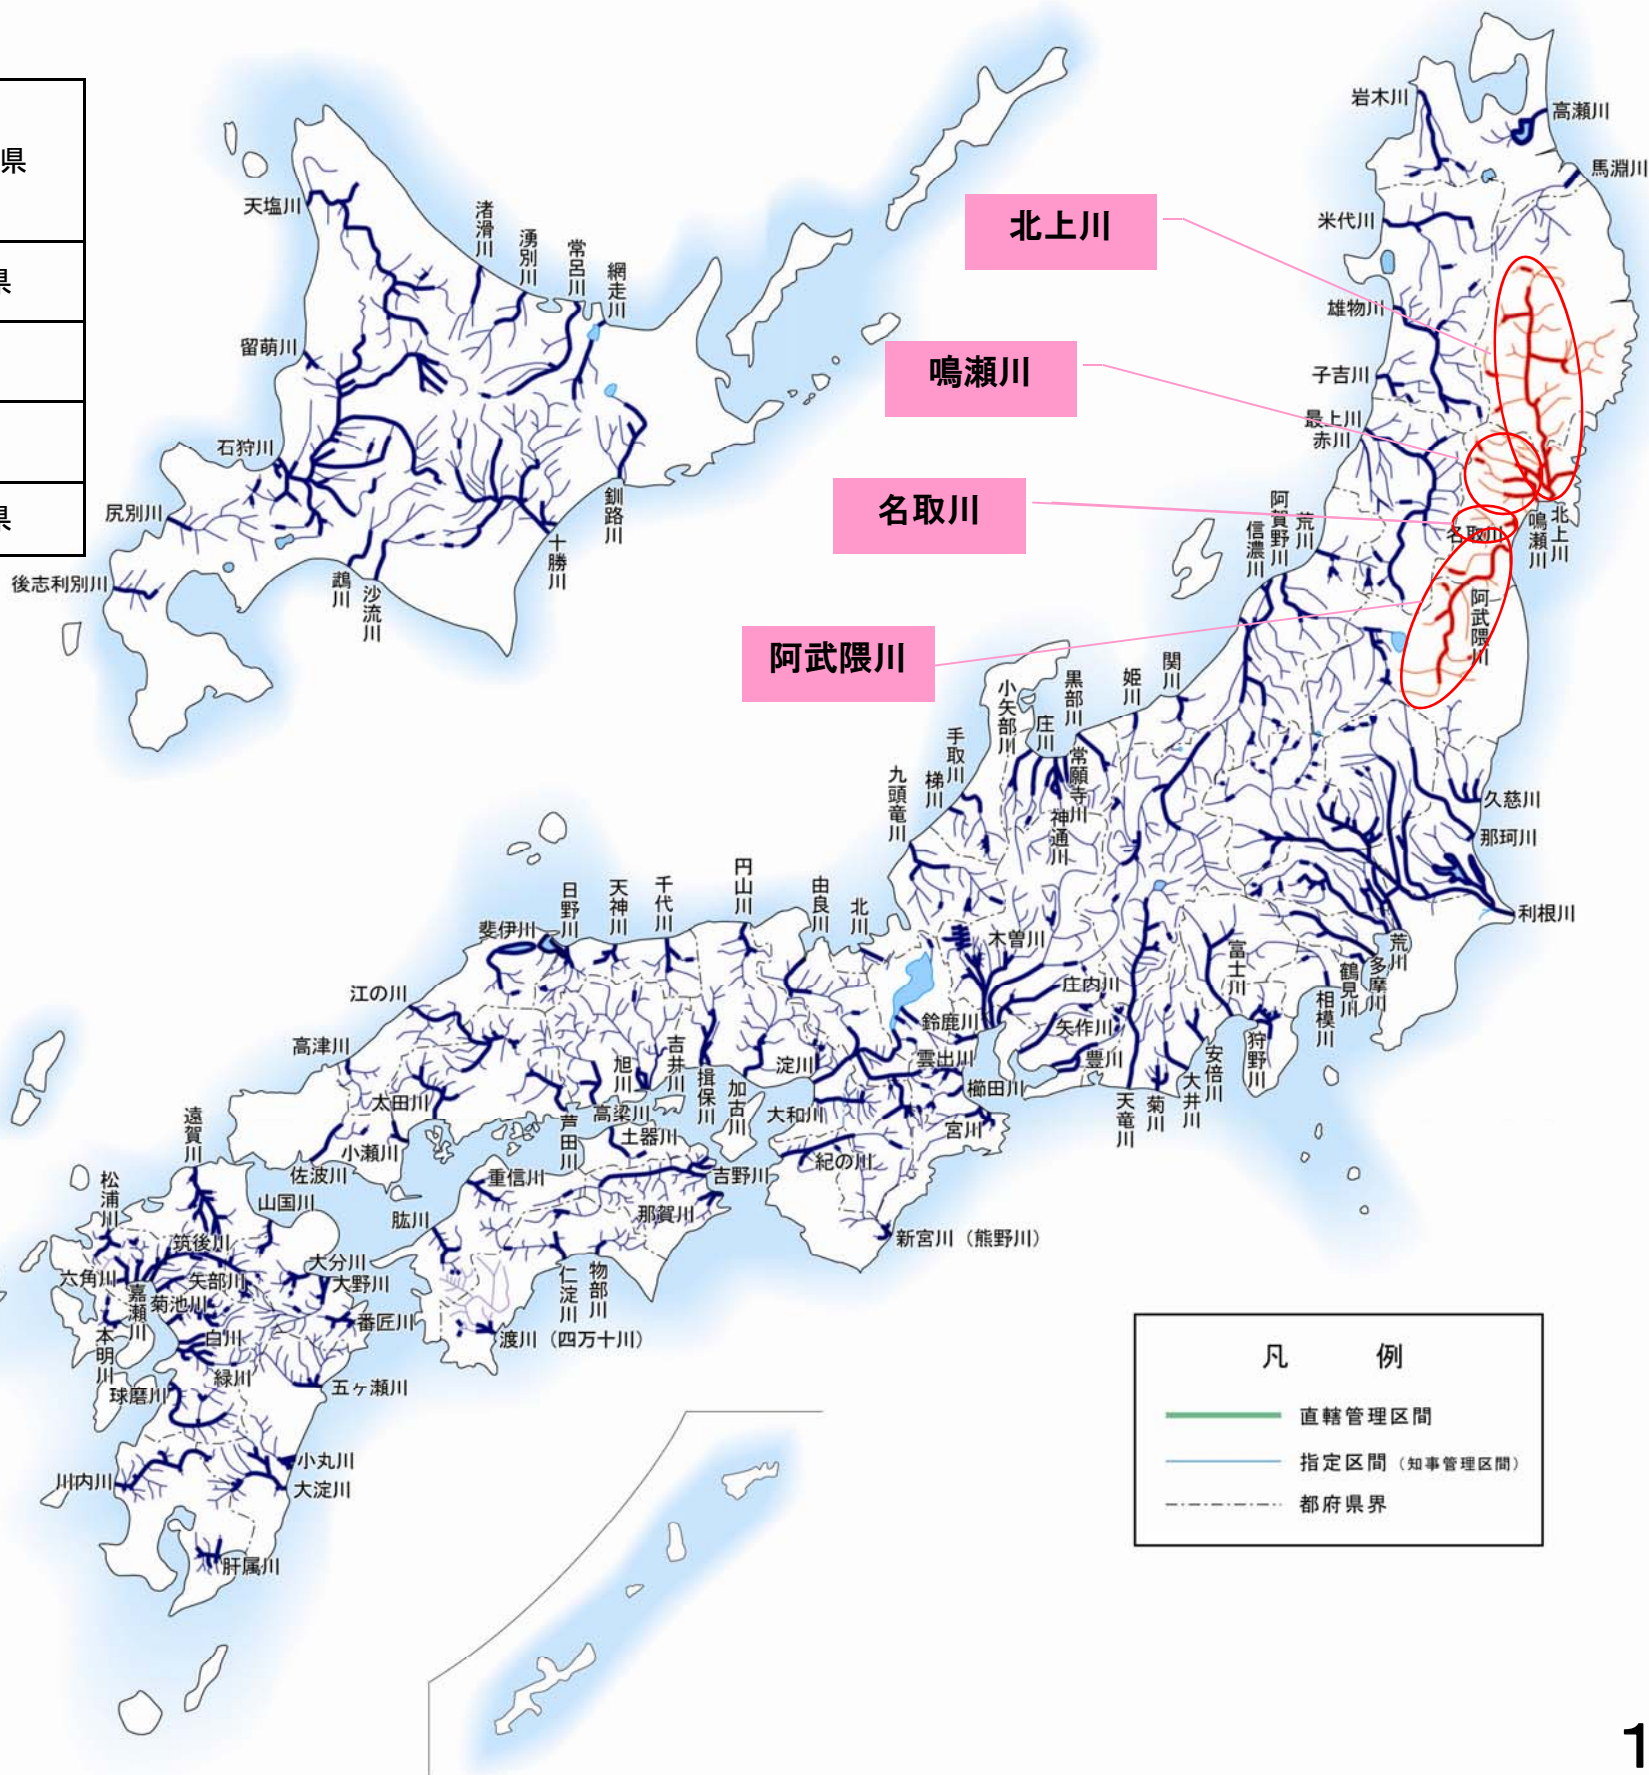 県
県
県
北上川
鳴瀬川
名取川
阿武隈川
天塩川
渚滑川
湧別川
常呂川
網走川
留萌川
石狩川
尻別川
後志利別川
鵡川
沙流川
十勝川
釧路川
岩木川
高瀬川
馬淵川
米代川
雄物川
子吉川
最上川
赤川
荒川
阿賀野川
信濃川
名取川
鳴瀬川
北上川
阿武隈川
関川
姫川
黒部川
常願寺川
神通川
庄川
小矢部川
手取川
梯川
九頭竜川
久慈川
那珂川
利根川
荒川
多摩川
鶴見川
相模川
富士川
狩野川
安倍川
大井川
菊川
天竜川
豊川
矢作川
庄内川
木曽川
鈴鹿川
雲出川
櫛田川
宮川
北川
由良川
円山川
千代川
天神川
日野川
斐伊川
江の川
高津川
淀川
大和川
加古川
揖保川
吉井川
旭川
高梁川
芦田川
太田川
小瀬川
佐波川
紀の川
新宮川（熊野川）
土器川
重信川
吉野川
那賀川
肱川
物部川
仁淀川
渡川（四万十川）
遠賀川
山国川
松浦川
筑後川
六角川
嘉瀬川
矢部川
菊池川
大分川
大野川
番匠川
本明川
白川
緑川
球磨川
五ヶ瀬川
川内川
小丸川
大淀川
肝属川
凡 例
直轄管理区間
指定区間（知事管理区間）
都府県界
1